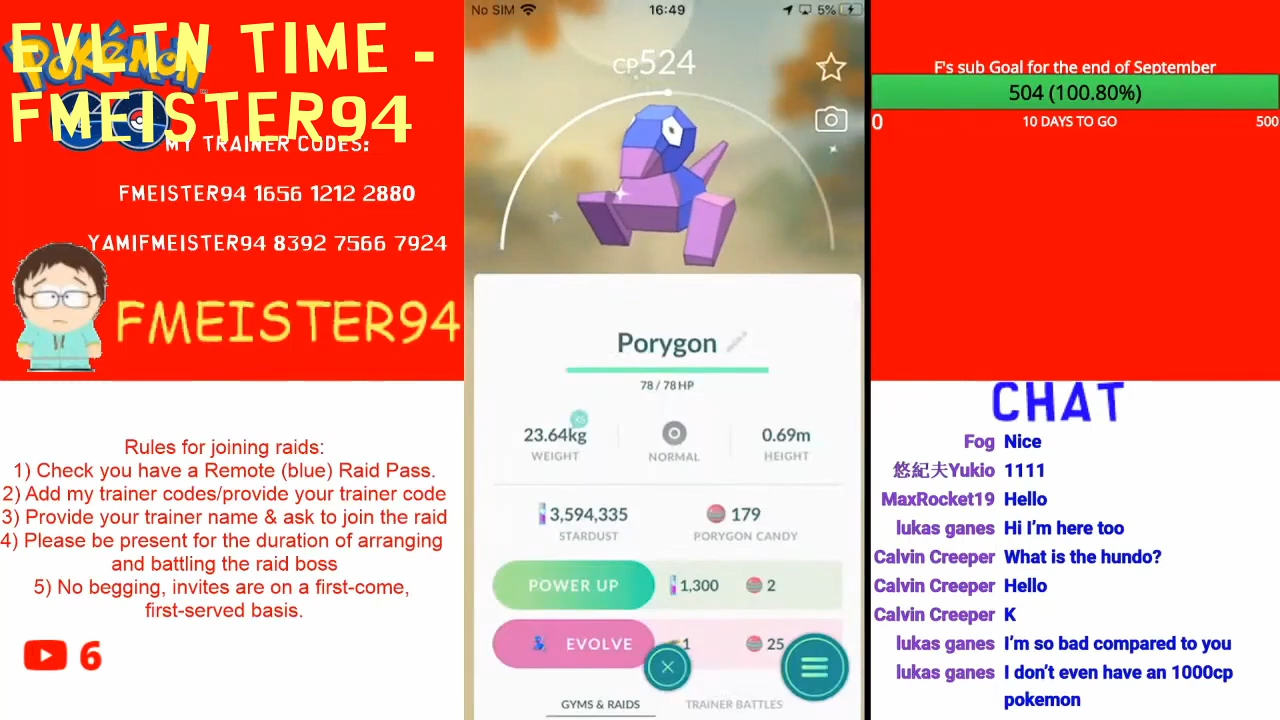 EVLTN TIME -
FMEISTER94
POKÉMON
MY TRAINER CODES:
FMEISTER94 1656 1212 2880
YAMIFMEISTER94 8392 7566 7924
FMEISTER94
Rules for joining raids:
1) Check you have a Remote (blue) Raid Pass.
2) Add my trainer codes/provide your trainer code
3) Provide your trainer name & ask to join the raid
4) Please be present for the duration of arranging
and battling the raid boss
5) No begging, invites are on a first-come,
first-served basis.
6
No SIM 16:49 5%
CP524
Porygon
78 / 78 HP
XS
23.64kg 0.69m
WEIGHT NORMAL HEIGHT
3,594,335 179
STARDUST PORYGON CANDY
POWER UP 1,300 2
EVOLVE 1 25
GYMS & RAIDS TRAINER BATTLES
F's sub Goal for the end of September
504 (100.80%)
0 10 DAYS TO GO 500
CHAT
Fog Nice
悠紀夫Yukio 1111
MaxRocket19 Hello
lukas ganes Hi I'm here too
Calvin Creeper What is the hundo?
Calvin Creeper Hello
Calvin Creeper K
lukas ganes I'm so bad compared to you
lukas ganes I don't even have an 1000cp
pokemon